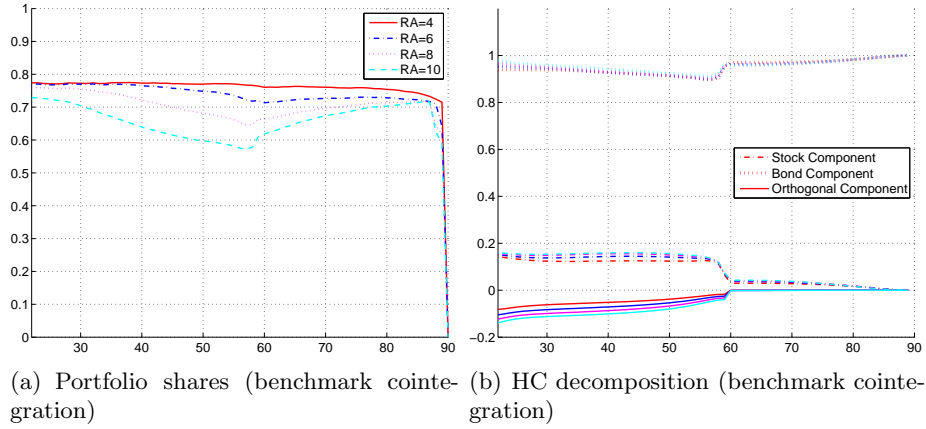 1
0.9
0.8
0.7
0.6
0.5
0.4
0.3
0.2
0.1
0
30 40 50 60 70 80 90
RA=4
RA=6
RA=8
RA=10
1
0.8
0.6
0.4
0.2
0
−0.2
30 40 50 60 70 80 90
Stock Component
Bond Component
Orthogonal Component
(a) Portfolio shares (benchmark cointe-
gration)
(b) HC decomposition (benchmark cointe-
gration)